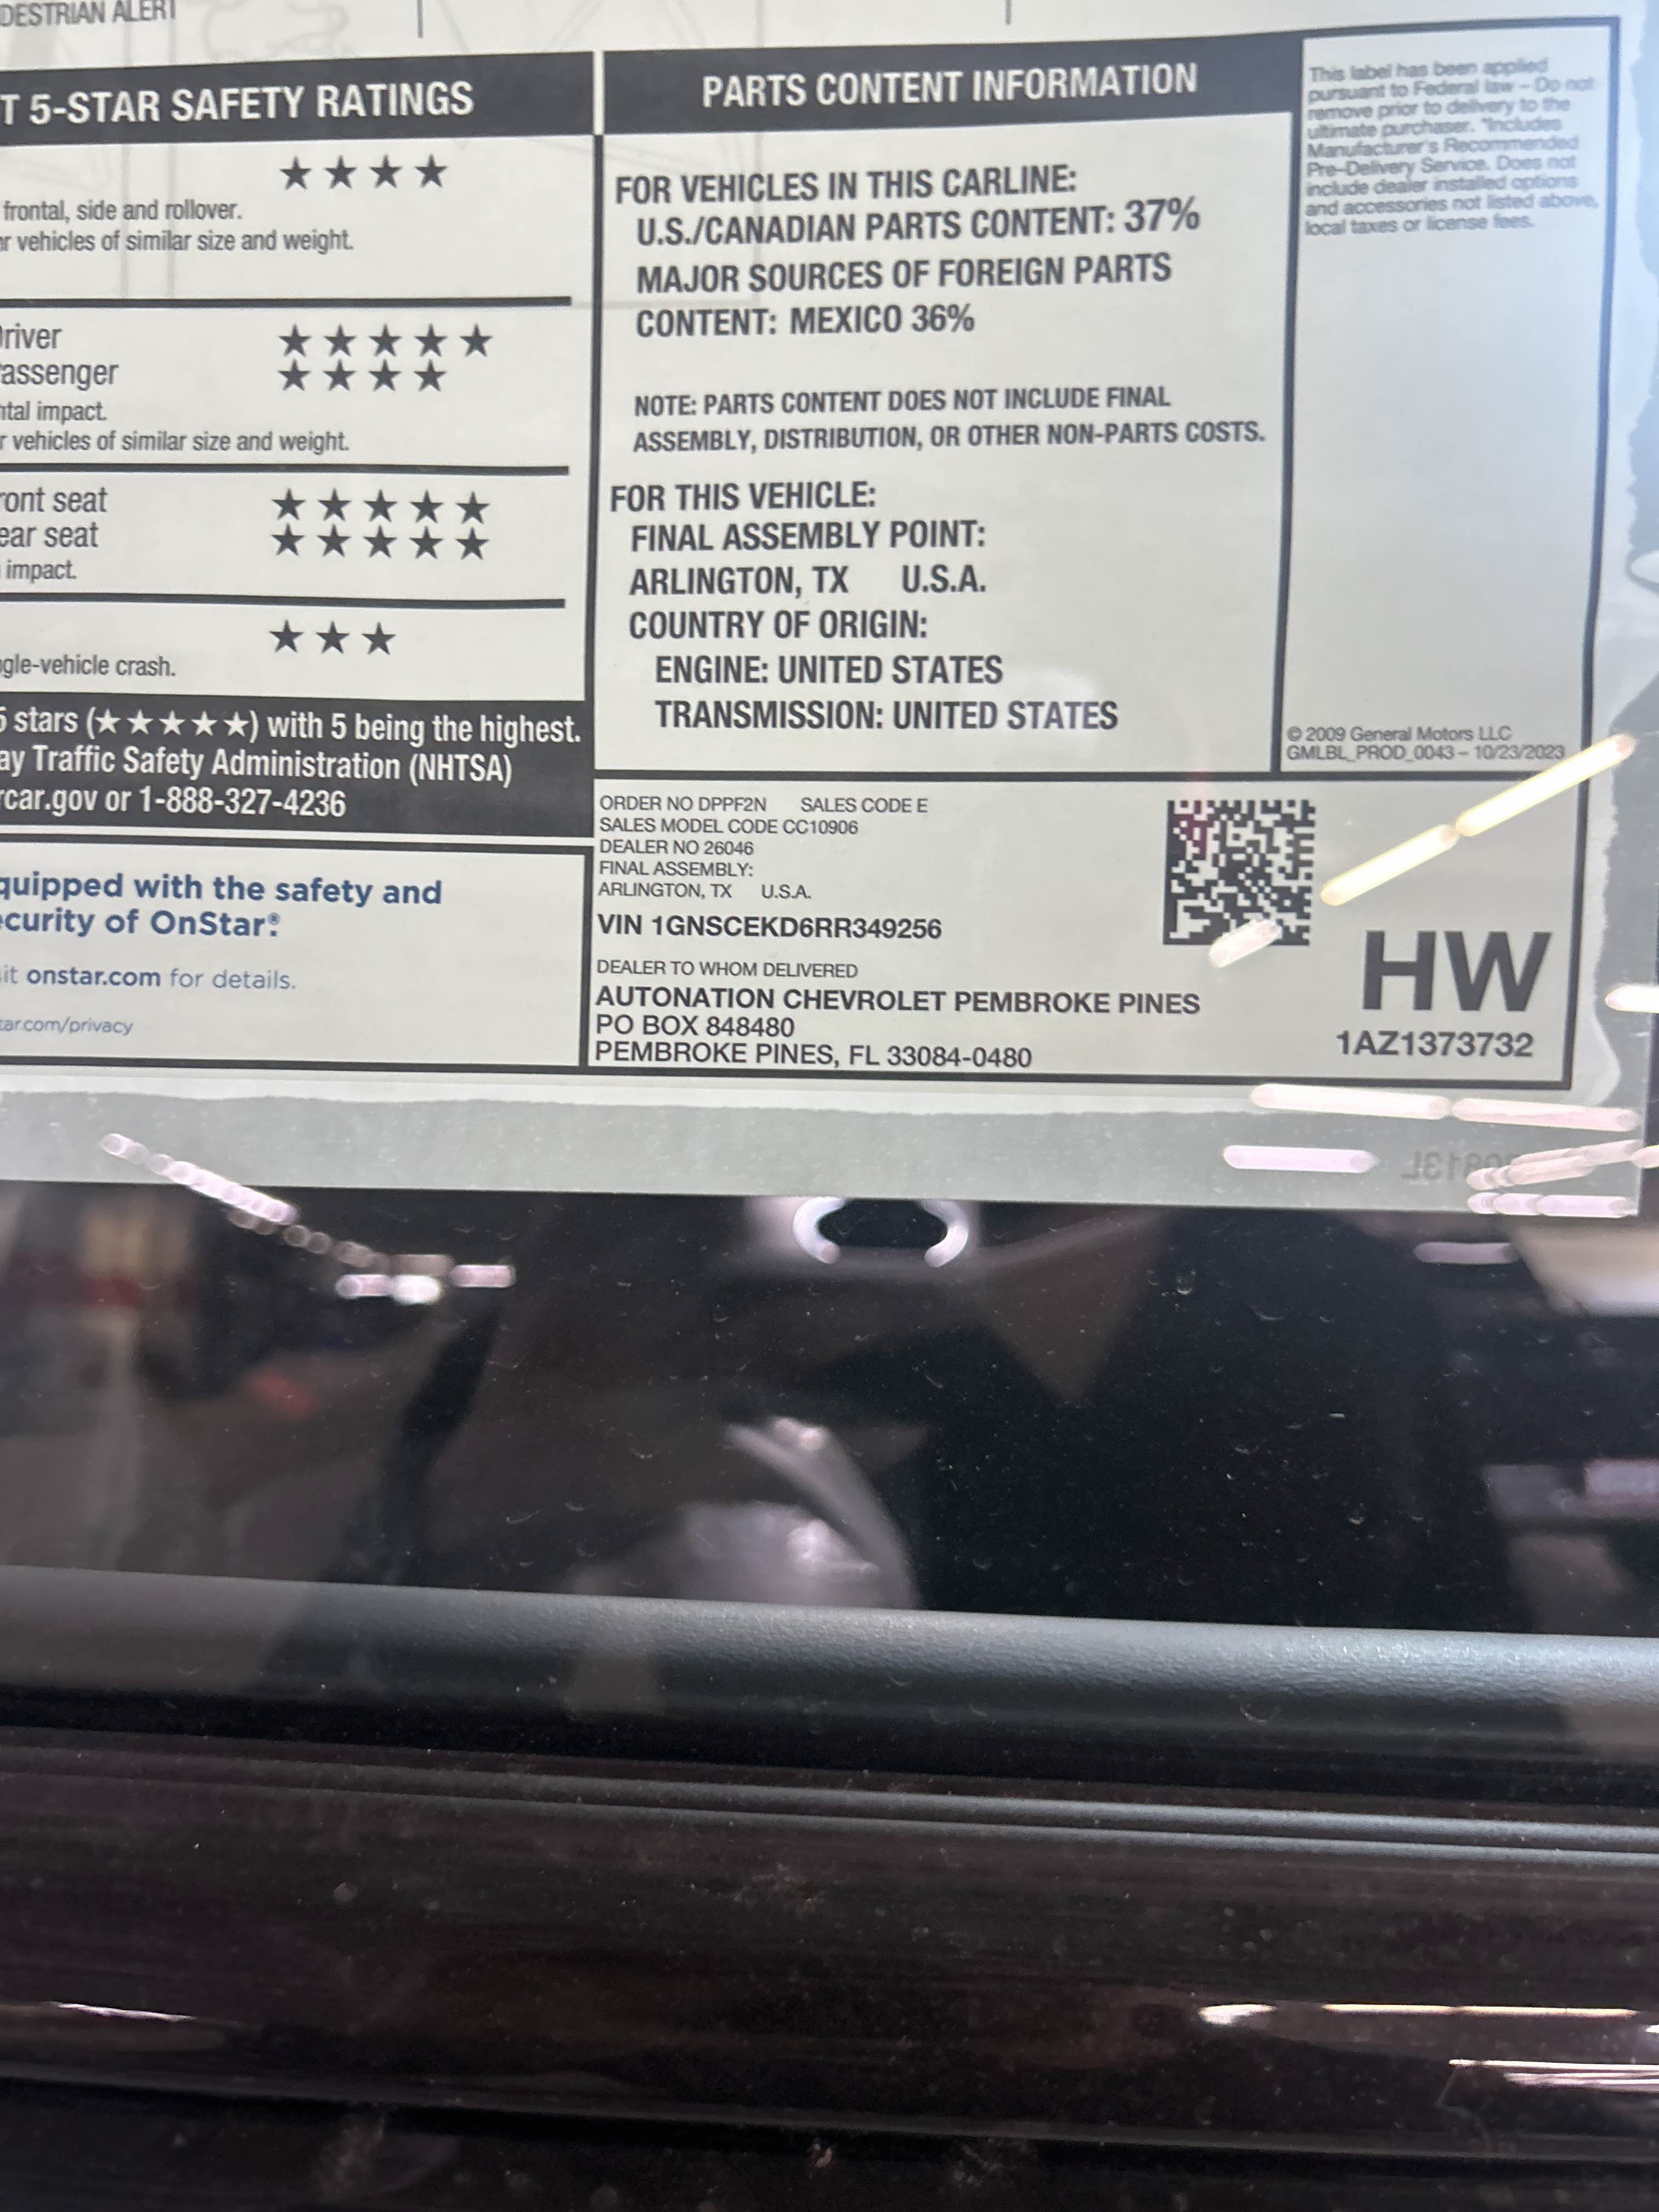 DESTRIAN ALERT
T 5-STAR SAFETY RATINGS
★★★★
frontal, side and rollover.
r vehicles of similar size and weight.
river ★★★★★
assenger ★★★★
ntal impact.
r vehicles of similar size and weight.
ront seat ★★★★★
ear seat ★★★★★
impact.
★★★
gle-vehicle crash.
5 stars (★★★★★) with 5 being the highest.
ay Traffic Safety Administration (NHTSA)
rcar.gov or 1-888-327-4236
quipped with the safety and
curity of OnStar®.
it onstar.com for details.
tar.com/privacy
PARTS CONTENT INFORMATION
FOR VEHICLES IN THIS CARLINE:
U.S./CANADIAN PARTS CONTENT: 37%
MAJOR SOURCES OF FOREIGN PARTS
CONTENT: MEXICO 36%
NOTE: PARTS CONTENT DOES NOT INCLUDE FINAL
ASSEMBLY, DISTRIBUTION, OR OTHER NON-PARTS COSTS.
FOR THIS VEHICLE:
FINAL ASSEMBLY POINT:
ARLINGTON, TX U.S.A.
COUNTRY OF ORIGIN:
ENGINE: UNITED STATES
TRANSMISSION: UNITED STATES
This label has been applied
pursuant to Federal law – Do not
remove prior to delivery to the
ultimate purchaser. *Includes
Manufacturer's Recommended
Pre-Delivery Service. Does not
include dealer installed options
and accessories not listed above,
local taxes or license fees.
© 2009 General Motors LLC
GMLBL_PROD_0043 – 10/23/2023
ORDER NO DPPF2N SALES CODE E
SALES MODEL CODE CC10906
DEALER NO 26046
FINAL ASSEMBLY:
ARLINGTON, TX U.S.A.
VIN 1GNSCEKD6RR349256
DEALER TO WHOM DELIVERED
AUTONATION CHEVROLET PEMBROKE PINES
PO BOX 848480
PEMBROKE PINES, FL 33084-0480
HW
1AZ1373732